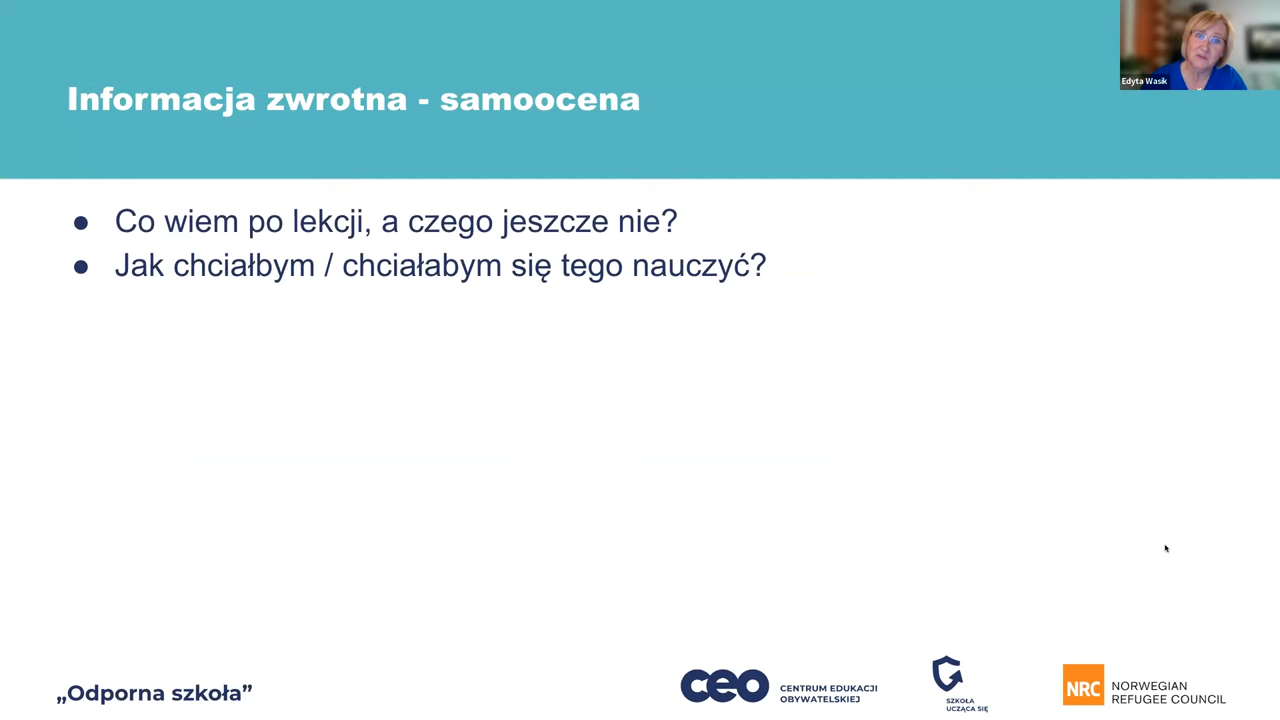 Edyta Wasik
Informacja zwrotna - samoocena
● Co wiem po lekcji, a czego jeszcze nie?
● Jak chciałbym / chciałabym się tego nauczyć?
„Odporna szkoła”
ceo
CENTRUM EDUKACJI
OBYWATELSKIEJ
SZKOŁA
UCZĄCA SIĘ
NRC
NORWEGIAN
REFUGEE COUNCIL